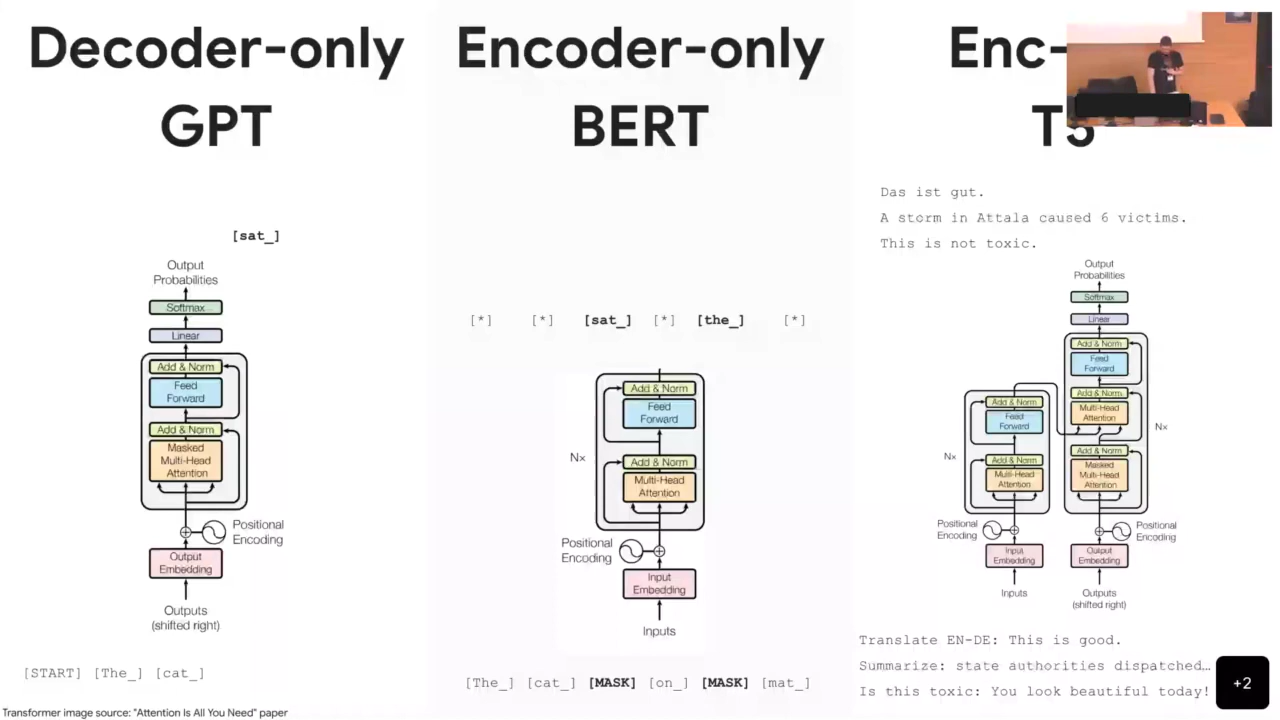 Decoder-only
GPT
[sat_]
Output
Probabilities
Softmax
Linear
Add & Norm
Feed
Forward
Add & Norm
Masked
Multi-Head
Attention
Positional
Encoding
Output
Embedding
Outputs
(shifted right)
[START] [The_] [cat_]
Transformer image source: "Attention Is All You Need" paper
Encoder-only
BERT
[*] [*] [sat_] [*] [the_] [*]
Add & Norm
Feed
Forward
Nx
Add & Norm
Multi-Head
Attention
Positional
Encoding
Input
Embedding
Inputs
[The_] [cat_] [MASK] [on_] [MASK] [mat_]
Enc-
T5
Das ist gut.
A storm in Attala caused 6 victims.
This is not toxic.
Output
Probabilities
Softmax
Linear
Add & Norm
Feed
Forward
Add & Norm
Multi-Head
Attention
Nx
Add & Norm
Masked
Multi-Head
Attention
Add & Norm
Feed
Forward
Nx
Add & Norm
Multi-Head
Attention
Positional
Encoding
Positional
Encoding
Input
Embedding
Output
Embedding
Inputs
Outputs
(shifted right)
Translate EN-DE: This is good.
Summarize: state authorities dispatched…
Is this toxic: You look beautiful today!
+2